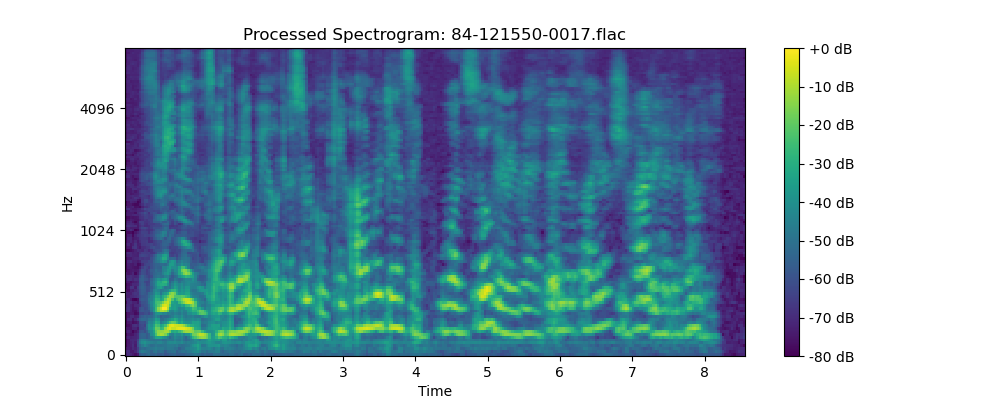 Processed Spectrogram: 84-121550-0017.flac
Hz
4096
2048
1024
512
0
0 1 2 3 4 5 6 7 8
Time
+0 dB
-10 dB
-20 dB
-30 dB
-40 dB
-50 dB
-60 dB
-70 dB
-80 dB